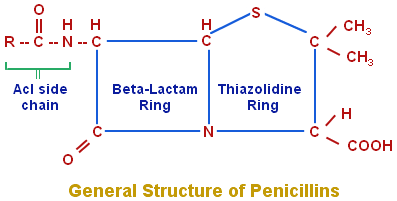 O
H
H
S
R -- C -- N -- C
C
C
CH3
CH3
Acl side
chain
Beta-Lactam
Ring
Thiazolidine
Ring
H
C
N
C
O
COOH
General Structure of Penicillins